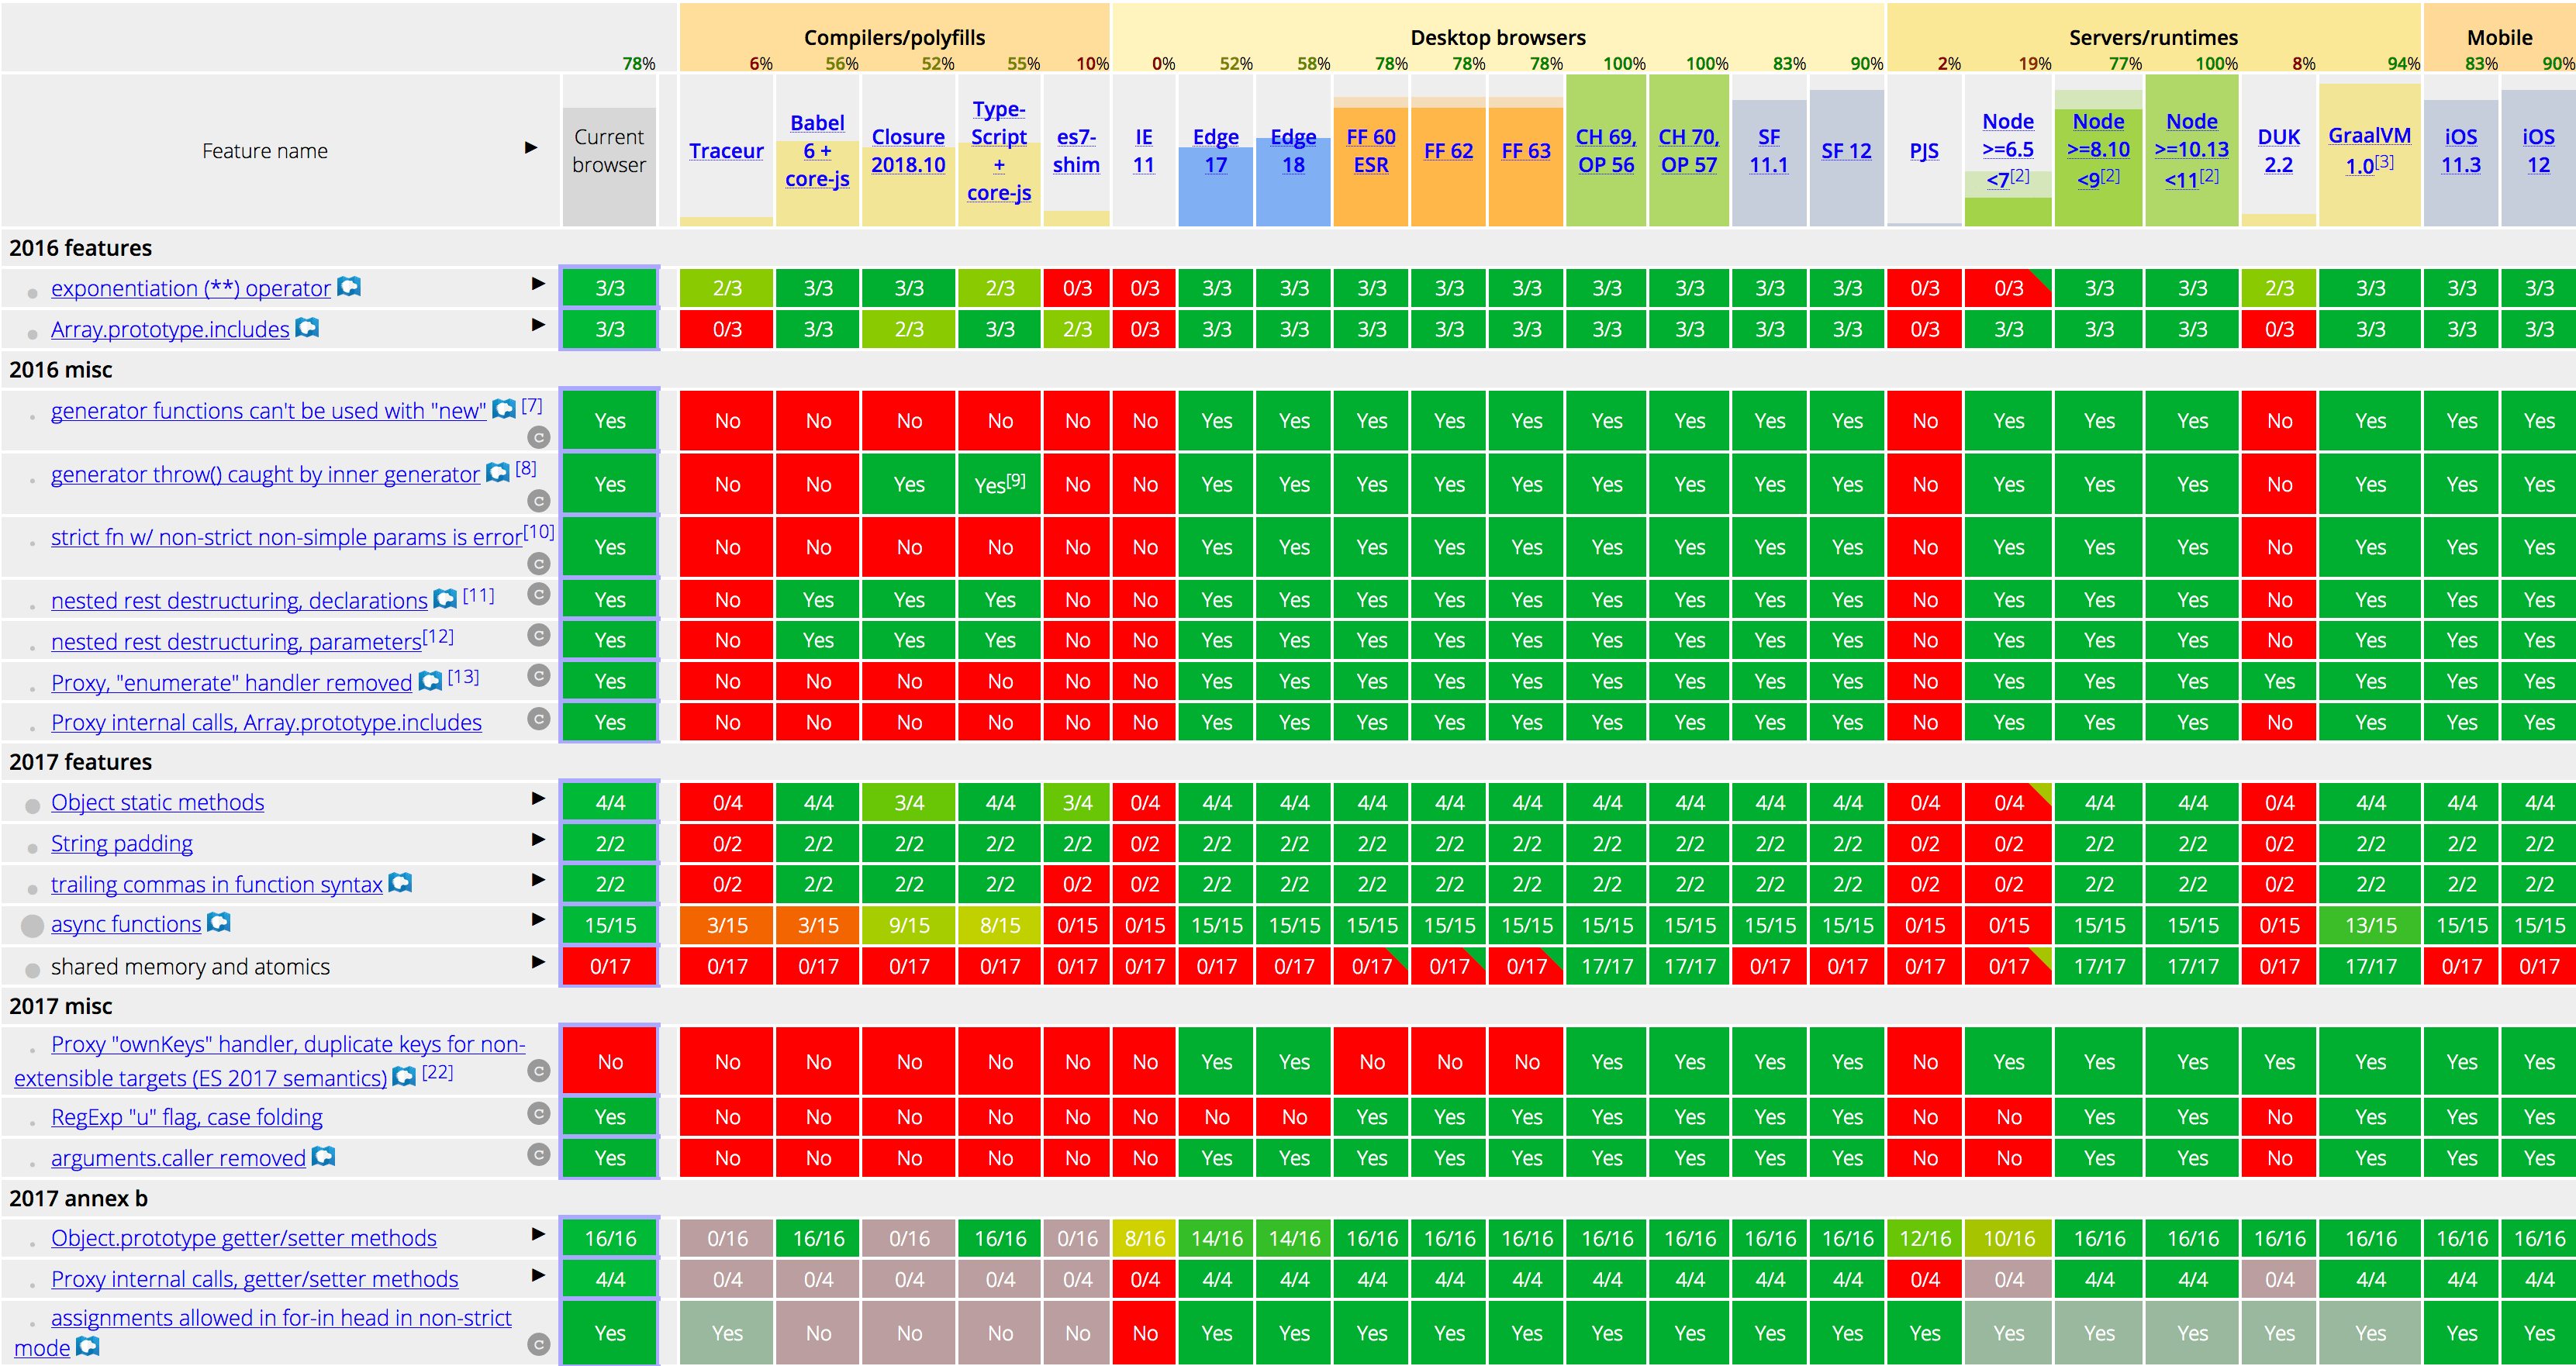 Compilers/polyfills Desktop browsers Servers/runtimes Mobile
78% 6% 56% 52% 55% 10% 0% 52% 58% 78% 78% 78% 100% 100% 83% 90% 2% 19% 77% 100% 8% 94% 83% 90%
Feature name ▶ Current browser Traceur Babel 6 + core-js Closure 2018.10 Type-Script + core-js es7-shim IE 11 Edge 17 Edge 18 FF 60 ESR FF 62 FF 63 CH 69, OP 56 CH 70, OP 57 SF 11.1 SF 12 PJS Node >=6.5 <7[2] Node >=8.10 <9[2] Node >=10.13 <11[2] DUK 2.2 GraalVM 1.0[3] iOS 11.3 iOS 12
2016 features
exponentiation (**) operator ▶ 3/3 2/3 3/3 3/3 2/3 0/3 0/3 3/3 3/3 3/3 3/3 3/3 3/3 3/3 3/3 3/3 0/3 0/3 3/3 3/3 2/3 3/3 3/3 3/3
Array.prototype.includes ▶ 3/3 0/3 3/3 2/3 3/3 2/3 0/3 3/3 3/3 3/3 3/3 3/3 3/3 3/3 3/3 3/3 0/3 3/3 3/3 3/3 0/3 3/3 3/3 3/3
2016 misc
generator functions can't be used with "new" [7] c Yes No No No No No No Yes Yes Yes Yes Yes Yes Yes Yes Yes No Yes Yes Yes No Yes Yes Yes
generator throw() caught by inner generator [8] c Yes No No Yes Yes[9] No No Yes Yes Yes Yes Yes Yes Yes Yes Yes No Yes Yes Yes No Yes Yes Yes
strict fn w/ non-strict non-simple params is error[10] c Yes No No No No No No Yes Yes Yes Yes Yes Yes Yes Yes Yes No Yes Yes Yes No Yes Yes Yes
nested rest destructuring, declarations [11] c Yes No Yes Yes Yes No No Yes Yes Yes Yes Yes Yes Yes Yes Yes No Yes Yes Yes No Yes Yes Yes
nested rest destructuring, parameters[12] c Yes No Yes Yes Yes No No Yes Yes Yes Yes Yes Yes Yes Yes Yes No Yes Yes Yes No Yes Yes Yes
Proxy, "enumerate" handler removed [13] c Yes No No No No No No Yes Yes Yes Yes Yes Yes Yes Yes Yes No Yes Yes Yes Yes Yes Yes Yes
Proxy internal calls, Array.prototype.includes c Yes No No No No No No Yes Yes Yes Yes Yes Yes Yes Yes Yes No Yes Yes Yes No Yes Yes Yes
2017 features
Object static methods ▶ 4/4 0/4 4/4 3/4 4/4 3/4 0/4 4/4 4/4 4/4 4/4 4/4 4/4 4/4 4/4 4/4 0/4 0/4 4/4 4/4 0/4 4/4 4/4 4/4
String padding ▶ 2/2 0/2 2/2 2/2 2/2 2/2 0/2 2/2 2/2 2/2 2/2 2/2 2/2 2/2 2/2 2/2 0/2 0/2 2/2 2/2 0/2 2/2 2/2 2/2
trailing commas in function syntax ▶ 2/2 0/2 2/2 2/2 2/2 0/2 0/2 2/2 2/2 2/2 2/2 2/2 2/2 2/2 2/2 2/2 0/2 0/2 2/2 2/2 0/2 2/2 2/2 2/2
async functions ▶ 15/15 3/15 3/15 9/15 8/15 0/15 0/15 15/15 15/15 15/15 15/15 15/15 15/15 15/15 15/15 15/15 0/15 0/15 15/15 15/15 0/15 13/15 15/15 15/15
shared memory and atomics ▶ 0/17 0/17 0/17 0/17 0/17 0/17 0/17 0/17 0/17 0/17 0/17 0/17 17/17 17/17 0/17 0/17 0/17 0/17 17/17 17/17 0/17 17/17 0/17 0/17
2017 misc
Proxy "ownKeys" handler, duplicate keys for non-
extensible targets (ES 2017 semantics) [22] c No No No No No No No Yes Yes No No No Yes Yes Yes Yes No Yes Yes Yes Yes Yes Yes Yes
RegExp "u" flag, case folding c Yes No No No No No No No No Yes Yes Yes Yes Yes Yes Yes No No Yes Yes No Yes Yes Yes
arguments.caller removed c Yes No No No No No No Yes Yes Yes Yes Yes Yes Yes Yes Yes No No Yes Yes No Yes Yes Yes
2017 annex b
Object.prototype getter/setter methods ▶ 16/16 0/16 16/16 0/16 16/16 0/16 8/16 14/16 14/16 16/16 16/16 16/16 16/16 16/16 16/16 16/16 12/16 10/16 16/16 16/16 16/16 16/16 16/16 16/16
Proxy internal calls, getter/setter methods ▶ 4/4 0/4 0/4 0/4 0/4 0/4 0/4 4/4 4/4 4/4 4/4 4/4 4/4 4/4 4/4 4/4 0/4 0/4 4/4 4/4 0/4 4/4 4/4 4/4
assignments allowed in for-in head in non-strict
mode c Yes Yes No No No No No Yes Yes Yes Yes Yes Yes Yes Yes Yes Yes Yes Yes Yes Yes Yes Yes Yes